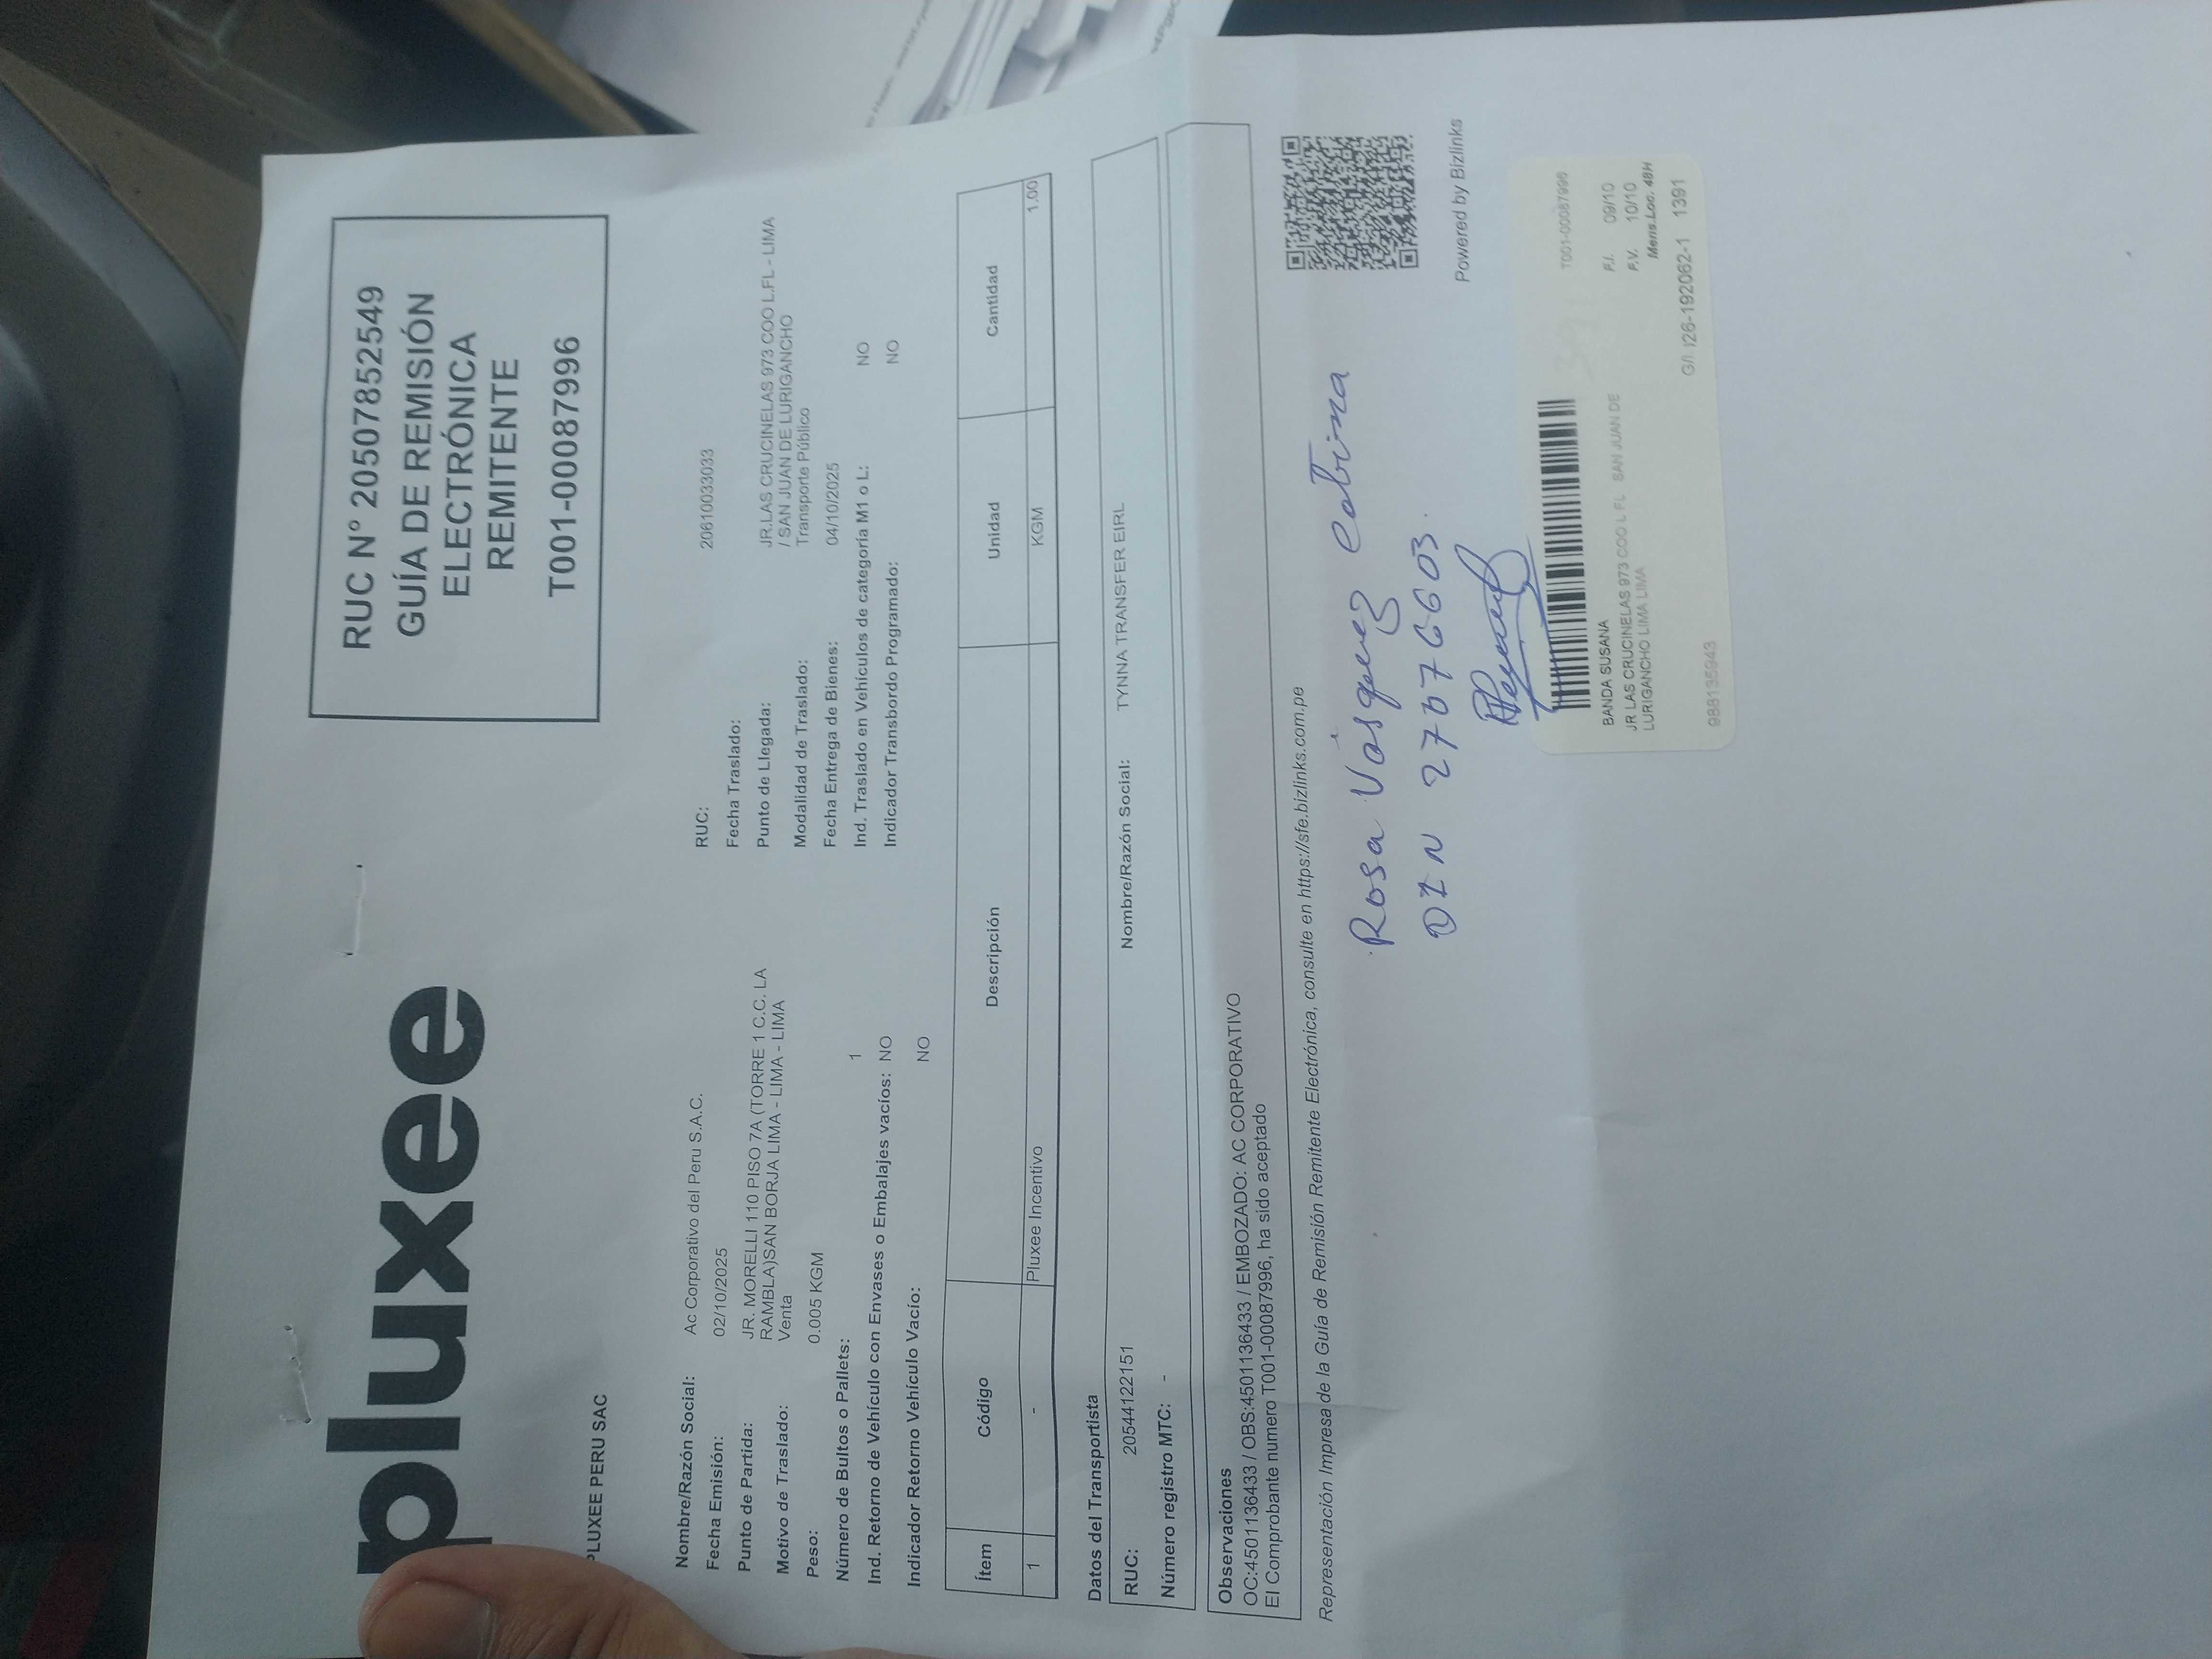 pluxee
RUC Nº 20507852549
GUÍA DE REMISIÓN
ELECTRÓNICA
REMITENTE
T001-00087996
PLUXEE PERU SAC
Nombre/Razón Social: Ac Corporativo del Peru S.A.C.
RUC: 20610033033
Fecha Emisión: 02/10/2025
Fecha Traslado:
Punto de Partida: JR. MORELLI 110 PISO 7A (TORRE 1 C.C. LA
RAMBLA)SAN BORJA LIMA - LIMA - LIMA
Punto de Llegada: JR.LAS CRUCINELAS 973 COO L.FL - LIMA
/ SAN JUAN DE LURIGANCHO
Motivo de Traslado: Venta
Modalidad de Traslado: Transporte Público
Peso: 0.005 KGM
Fecha Entrega de Bienes: 04/10/2025
Número de Bultos o Pallets: 1
Ind. Traslado en Vehículos de categoría M1 o L: NO
Ind. Retorno de Vehículo con Envases o Embalajes vacíos: NO
Indicador Transbordo Programado: NO
Indicador Retorno Vehículo Vacío: NO
Ítem Código Descripción Unidad Cantidad
1 - Pluxee Incentivo KGM 1.00
Datos del Transportista
RUC: 20544122151 Nombre/Razón Social: TYNNA TRANSFER EIRL
Número registro MTC: -
Observaciones
OC:4501136433 / OBS:4501136433 / EMBOZADO: AC CORPORATIVO
El Comprobante numero T001-00087996, ha sido aceptado
Representación Impresa de la Guía de Remisión Remitente Electrónica, consulte en https://sfe.bizlinks.com.pe
Powered by Bizlinks
Rosa Vásquez
27076603.
T001-00087996
BANDA SUSANA
JR LAS CRUCINELAS 973 COO L FL SAN JUAN DE
LURIGANCHO LIMA LIMA
F.I. 09/10
F.V. 10/10
Mens.Loc. 48H
988135943
G/I I26-192062-1 1391